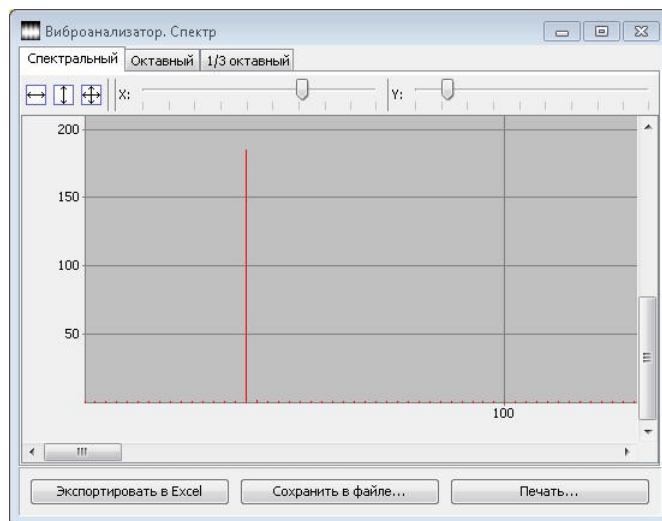 Виброанализатор. Спектр
Спектральный Октавный 1/3 октавный
X: Y:
200
150
100
50
100
Экспортировать в Excel Сохранить в файле... Печать...